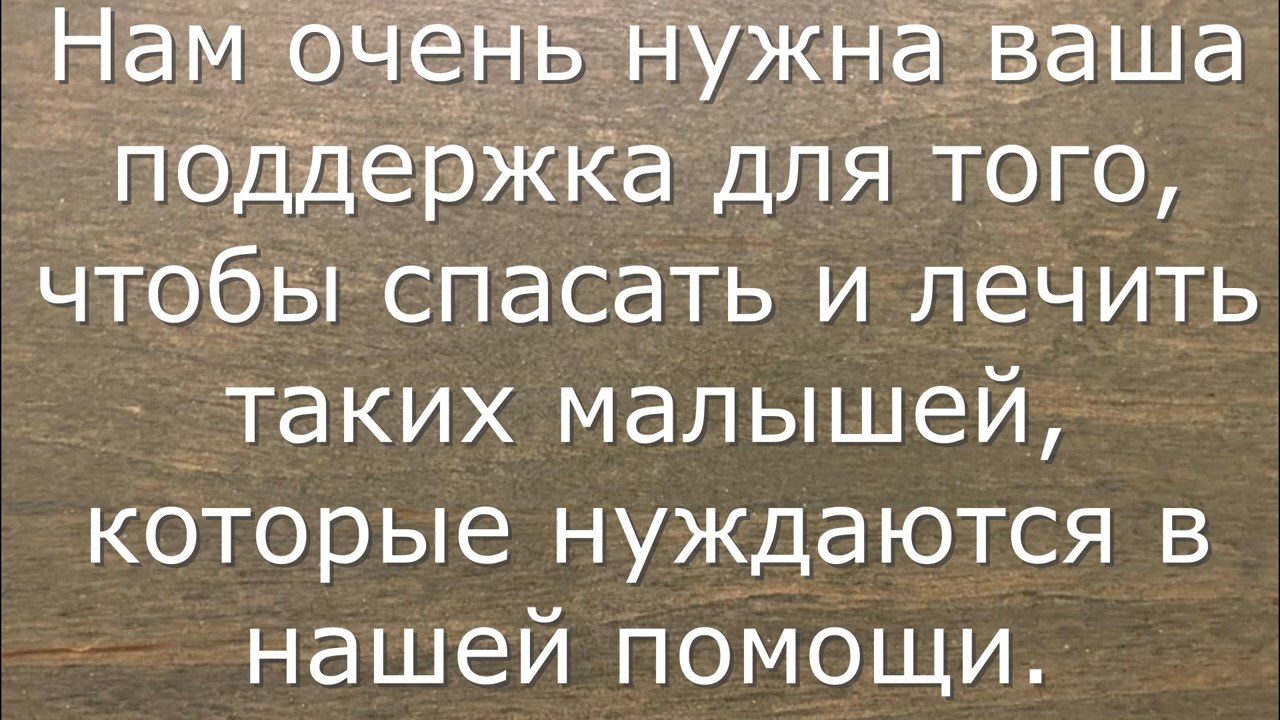 Нам очень нужна ваша
поддержка для того,
чтобы спасать и лечить
таких малышей,
которые нуждаются в
нашей помощи.